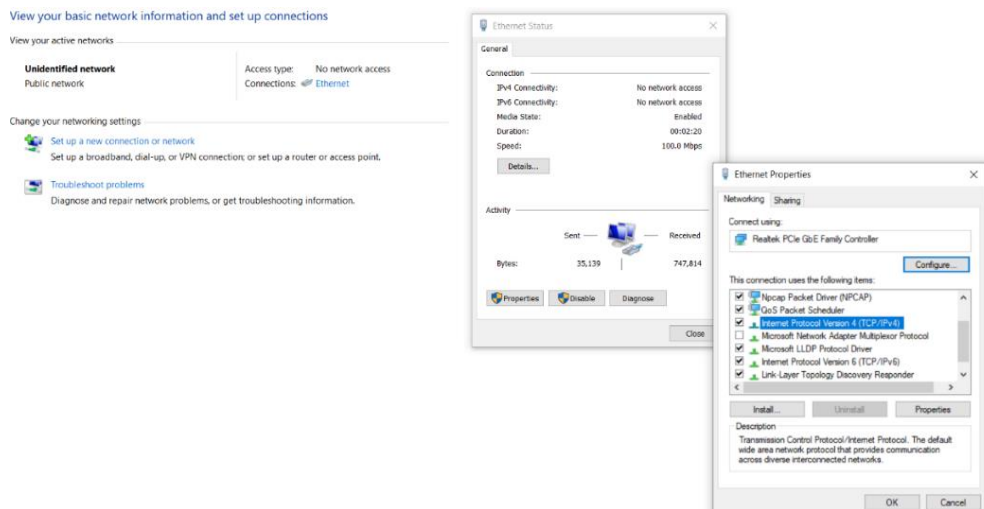 View your basic network information and set up connections
View your active networks
Unidentified network
Public network
Access type: No network access
Connections: Ethernet
Change your networking settings
Set up a new connection or network
Set up a broadband, dial-up, or VPN connection; or set up a router or access point.
Troubleshoot problems
Diagnose and repair network problems, or get troubleshooting information.
Ethernet Status
General
Connection
IPv4 Connectivity: No network access
IPv6 Connectivity: No network access
Media State: Enabled
Duration: 00:02:20
Speed: 100.0 Mbps
Details...
Activity
Sent Received
Bytes: 35,139 747,814
Properties Disable Diagnose
Close
Ethernet Properties
Networking Sharing
Connect using:
Realtek PCIe GbE Family Controller
Configure...
This connection uses the following items:
Npcap Packet Driver (NPCAP)
QoS Packet Scheduler
Internet Protocol Version 4 (TCP/IPv4)
Microsoft Network Adapter Multiplexor Protocol
Microsoft LLDP Protocol Driver
Internet Protocol Version 6 (TCP/IPv6)
Link-Layer Topology Discovery Responder
Install... Uninstall Properties
Description
Transmission Control Protocol/Internet Protocol. The default
wide area network protocol that provides communication
across diverse interconnected networks.
OK Cancel